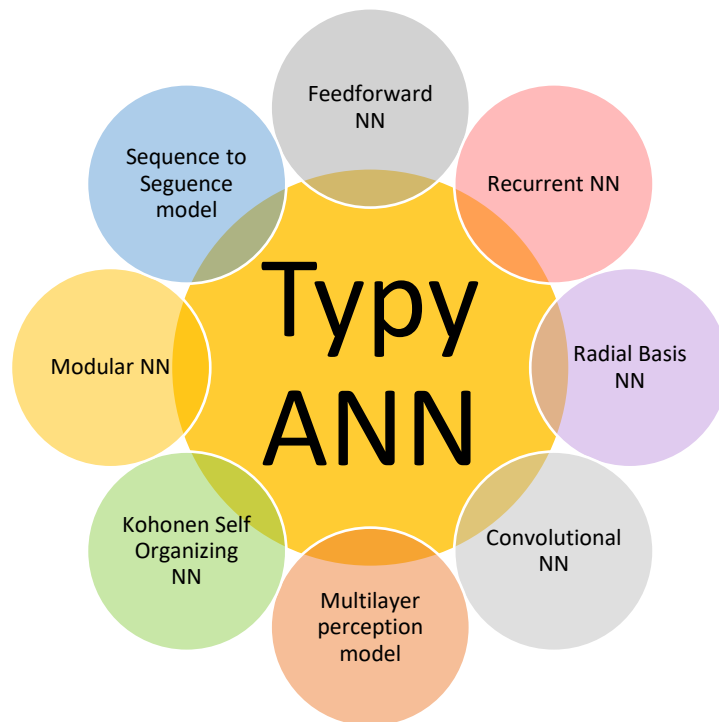 Typy
ANN
Feedforward
NN
Recurrent NN
Radial Basis
NN
Convolutional
NN
Multilayer
perception
model
Kohonen Self
Organizing
NN
Modular NN
Sequence to
Seguence
model